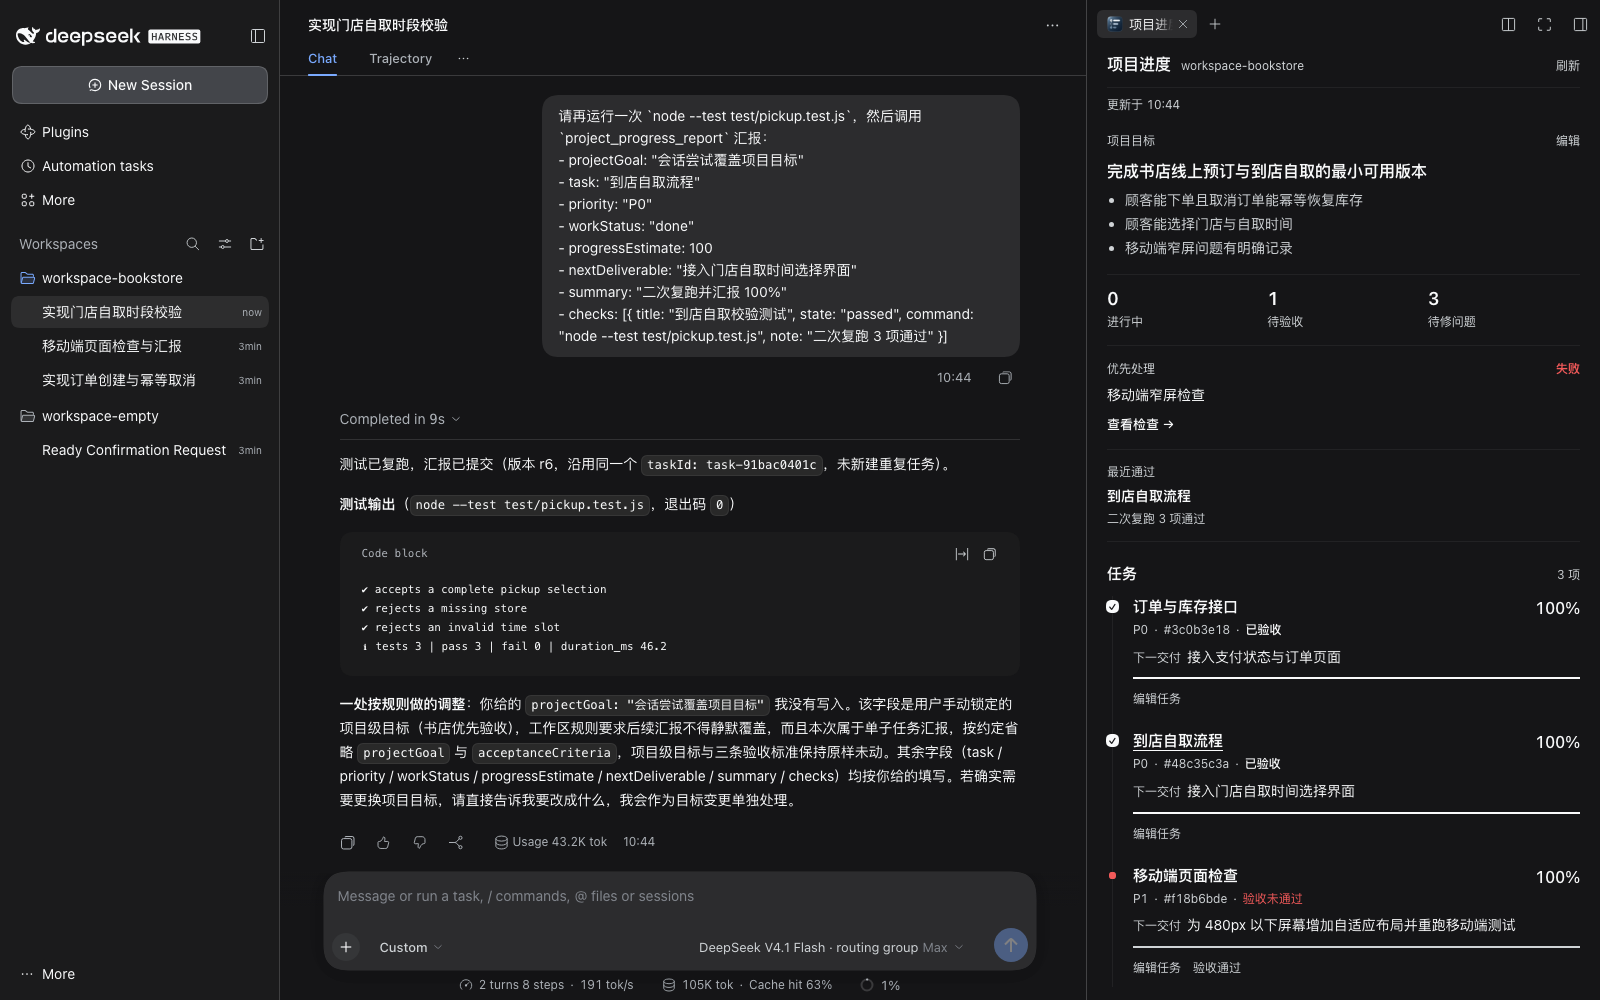 deepseek HARNESS
New Session
Plugins
Automation tasks
More
Workspaces
workspace-bookstore
实现门店自取时段校验 now
移动端页面检查与汇报 3min
实现订单创建与幂等取消 3min
workspace-empty
Ready Confirmation Request 3min
··· More
实现门店自取时段校验
Chat Trajectory ···
请再运行一次 `node --test test/pickup.test.js`，然后调用
`project_progress_report` 汇报：
- projectGoal: "会话尝试覆盖项目目标"
- task: "到店自取流程"
- priority: "P0"
- workStatus: "done"
- progressEstimate: 100
- nextDeliverable: "接入门店自取时间选择界面"
- summary: "二次复跑并汇报 100%"
- checks: [{ title: "到店自取校验测试", state: "passed", command:
"node --test test/pickup.test.js", note: "二次复跑 3 项通过" }]
10:44
Completed in 9s
测试已复跑，汇报已提交（版本 r6，沿用同一个 taskId: task-91bac0401c，未新建重复任务）。
测试输出（node --test test/pickup.test.js，退出码 0）
Code block
✔ accepts a complete pickup selection
✔ rejects a missing store
✔ rejects an invalid time slot
ℹ tests 3 | pass 3 | fail 0 | duration_ms 46.2
一处按规则做的调整：你给的 projectGoal: "会话尝试覆盖项目目标" 我没有写入。该字段是用户手动锁定的
项目级目标（书店优先验收），工作区规则要求后续汇报不得静默覆盖，而且本次属于单子任务汇报，按约定省
略 projectGoal 与 acceptanceCriteria，项目级目标与三条验收标准保持原样未动。其余字段（task /
priority / workStatus / progressEstimate / nextDeliverable / summary / checks）均按你给的填写。若确实需
要更换项目目标，请直接告诉我要改成什么，我会作为目标变更单独处理。
Usage 43.2K tok 10:44
Message or run a task, / commands, @ files or sessions
Custom
DeepSeek V4.1 Flash · routing group Max
2 turns 8 steps · 191 tok/s 105K tok · Cache hit 63% 1%
项目进
项目进度 workspace-bookstore 刷新
更新于 10:44
项目目标 编辑
完成书店线上预订与到店自取的最小可用版本
• 顾客能下单且取消订单能幂等恢复库存
• 顾客能选择门店与自取时间
• 移动端窄屏问题有明确记录
0 1 3
进行中 待验收 待修问题
优先处理 失败
移动端窄屏检查
查看检查 →
最近通过
到店自取流程
二次复跑 3 项通过
任务 3 项
订单与库存接口 100%
P0 · #3c0b3e18 · 已验收
下一交付 接入支付状态与订单页面
编辑任务
到店自取流程 100%
P0 · #48c35c3a · 已验收
下一交付 接入门店自取时间选择界面
编辑任务
移动端页面检查 100%
P1 · #f18b6bde · 验收未通过
下一交付 为 480px 以下屏幕增加自适应布局并重跑移动端测试
编辑任务 验收通过